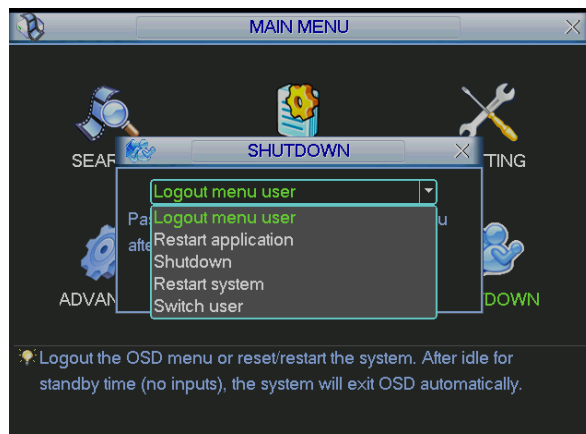 MAIN MENU
SEAR
TING
SHUTDOWN
Logout menu user
Pa
u
Logout menu user
afte
Restart application
Shutdown
Restart system
Switch user
ADVAN
DOWN
Logout the OSD menu or reset/restart the system. After idle for
standby time (no inputs), the system will exit OSD automatically.